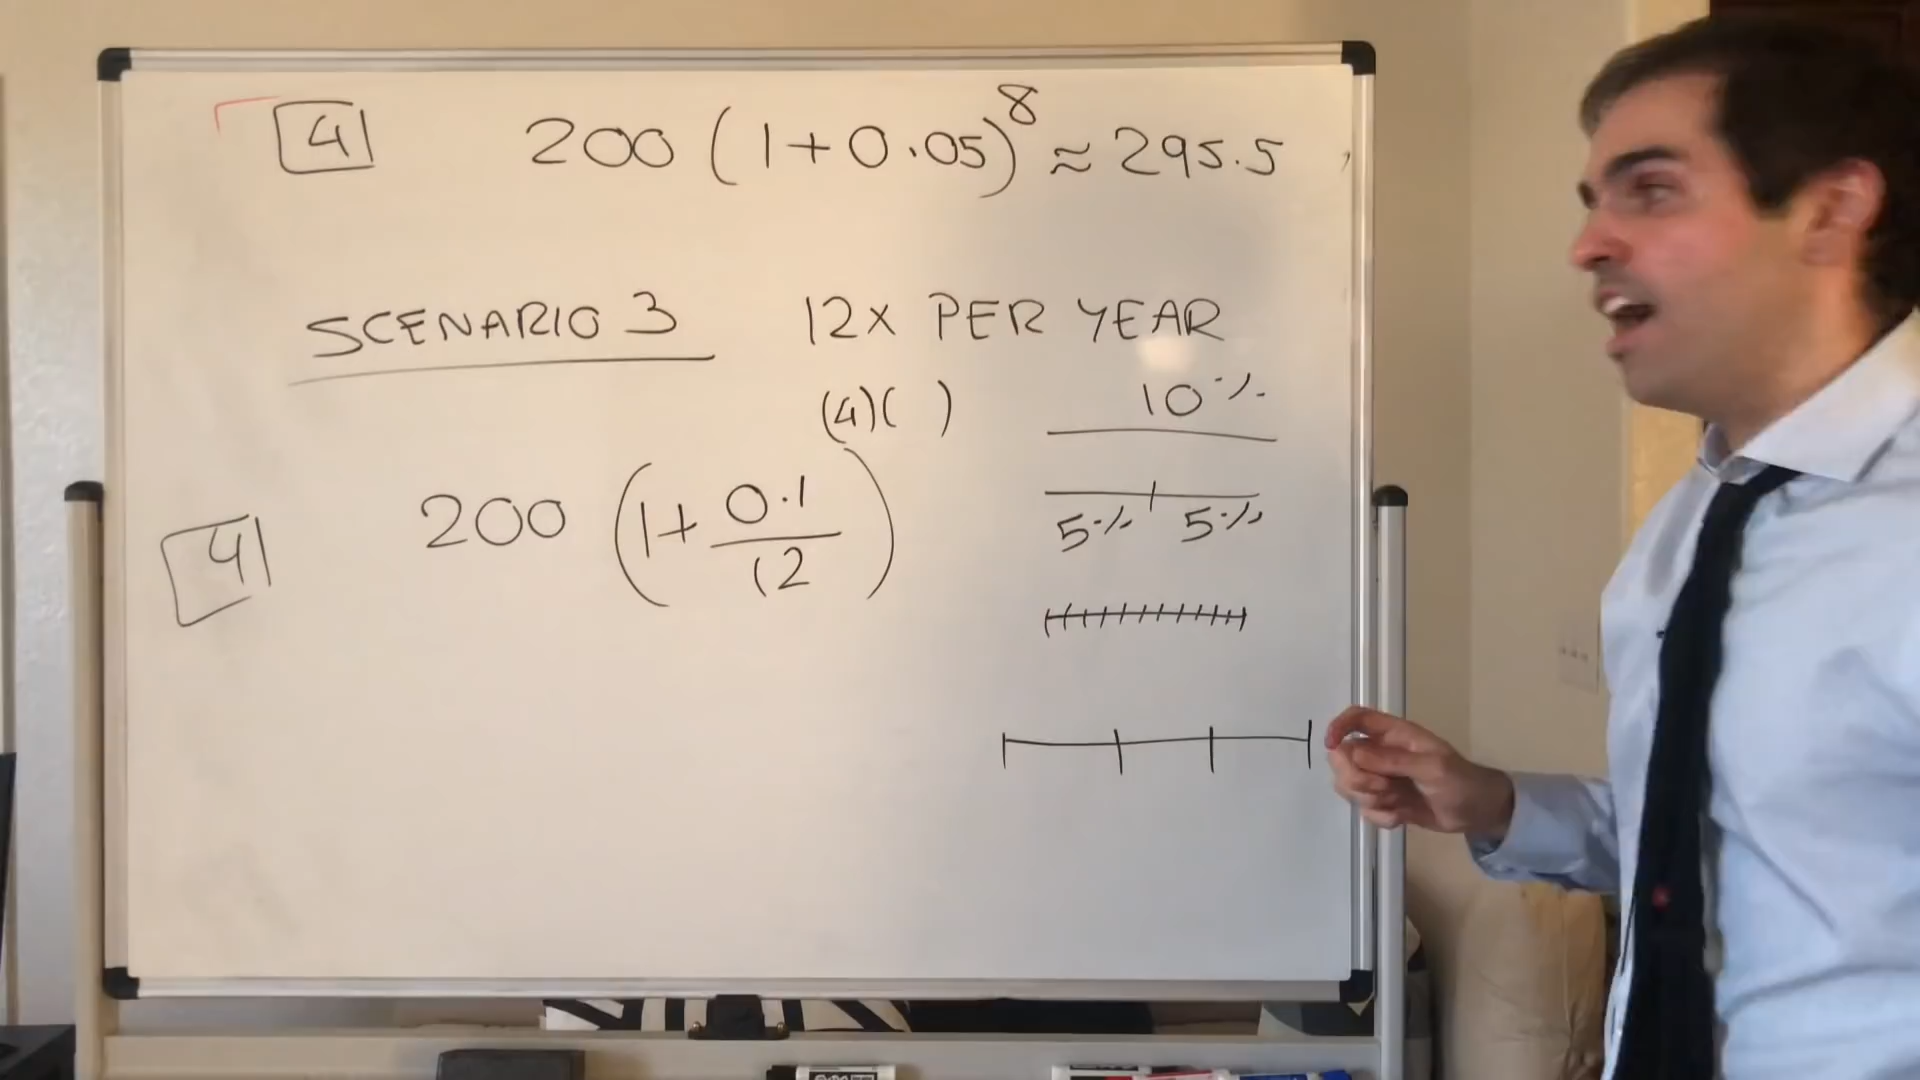 4 200 (1+0.05)^8 ≈ 295.5
SCENARIO 3 12X PER YEAR
(4)( ) 10%
4 200 (1+ 0.1/12)
5% 5%